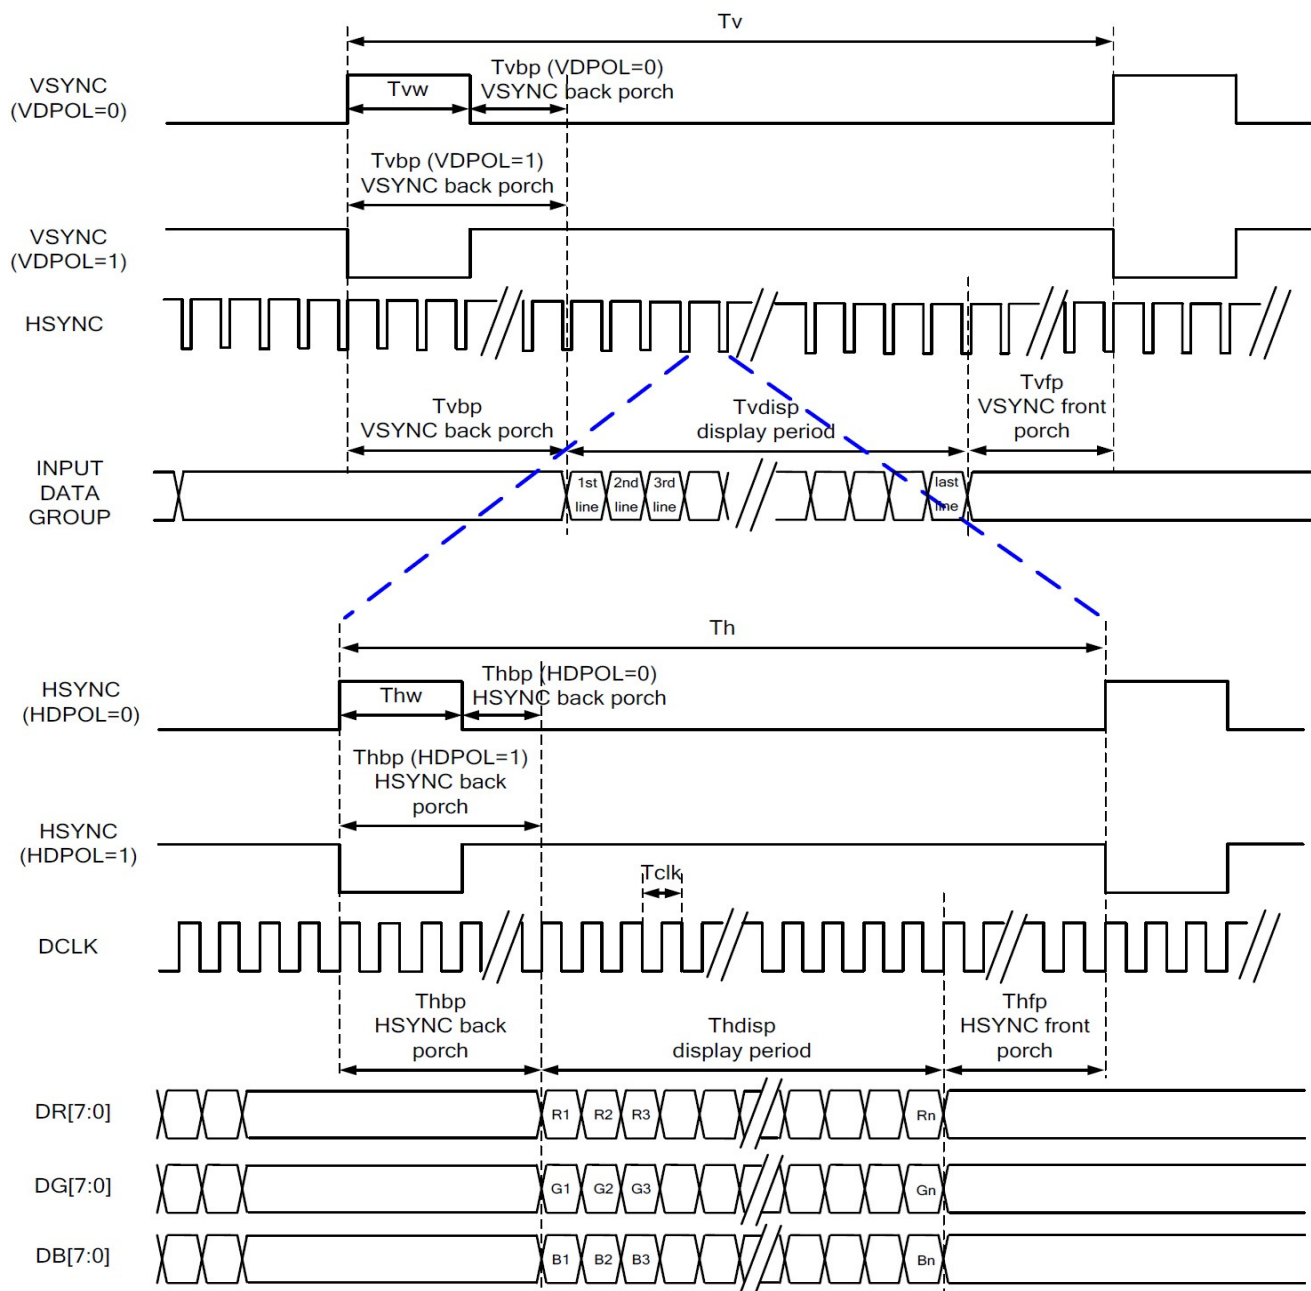 Tv
VSYNC
(VDPOL=0)
Tvw
Tvbp (VDPOL=0)
VSYNC back porch
Tvbp (VDPOL=1)
VSYNC back porch
VSYNC
(VDPOL=1)
HSYNC
Tvbp
VSYNC back porch
Tvdisp
display period
Tvfp
VSYNC front
porch
INPUT
DATA
GROUP
1st
line
2nd
line
3rd
line
last
line
Th
HSYNC
(HDPOL=0)
Thw
Thbp (HDPOL=0)
HSYNC back porch
Thbp (HDPOL=1)
HSYNC back
porch
HSYNC
(HDPOL=1)
Tclk
DCLK
Thbp
HSYNC back
porch
Thdisp
display period
Thfp
HSYNC front
porch
DR[7:0]
R1 R2 R3 Rn
DG[7:0]
G1 G2 G3 Gn
DB[7:0]
B1 B2 B3 Bn